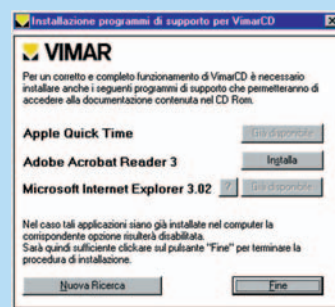 Installazione programmi di supporto per VimarCD
VIMAR
Per un corretto e completo funzionamento di VimarCD è necessario
installare anche i seguenti programmi di supporto che permetteranno di
accedere alla documentazione contenuta nel CD Rom.
Apple Quick Time
Già disponibile
Adobe Acrobat Reader 3
Installa
Microsoft Internet Explorer 3.02
?
Già disponibile
Nel caso tali applicazioni siano già installate nel computer la
corrispondente opzione risulterà disabilitata.
Sarà quindi sufficiente clickare sul pulsante "Fine" per terminare la
procedura di installazione.
Nuova Ricerca
Fine